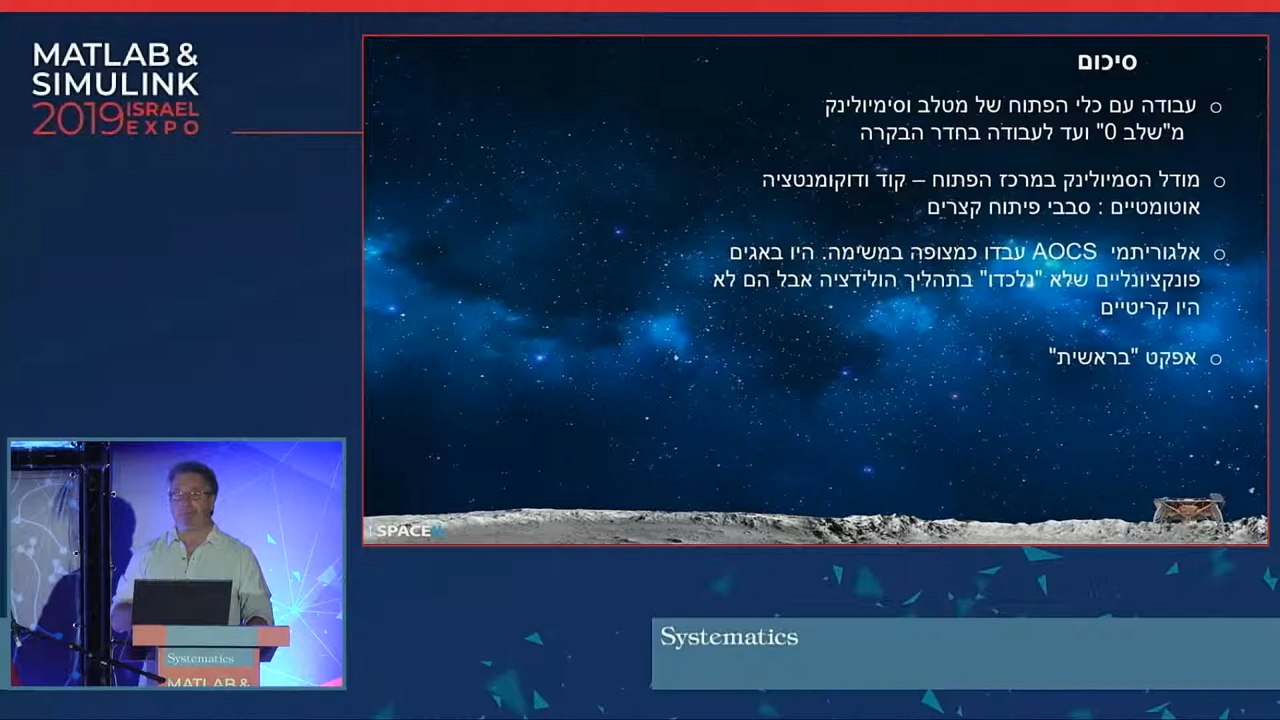 MATLAB &
SIMULINK
2019 ISRAEL
EXPO
סיכום
עבודה עם כלי הפתוח של מטלב וסימיולינק
מ"שלב 0" ועד לעבודה בחדר הבקרה
מודל הסמיולינק במרכז הפתוח – קוד ודוקומנטציה
אוטומטיים : סבבי פיתוח קצרים
אלגוריתמי AOCS עבדו כמצופה במשימה. היו באגים
פונקציונליים שלא "נלכדו" בתהליך הולידציה אבל הם לא
היו קריטיים
אפקט "בראשית"
SPACE
Systematics
Systematics
MATLAB &